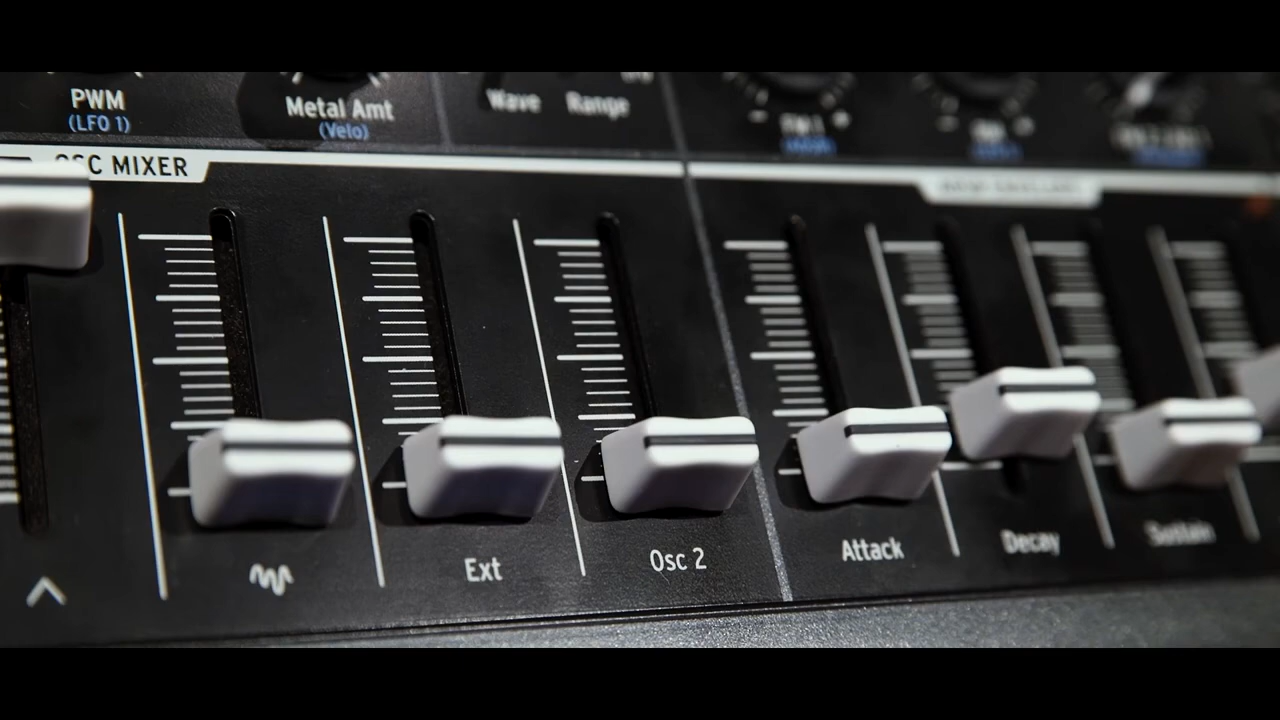 PWM
(LFO 1)
Metal Amt
(Velo)
Wave
Range
OSC MIXER
Ext
Osc 2
Attack
Decay
Sustain